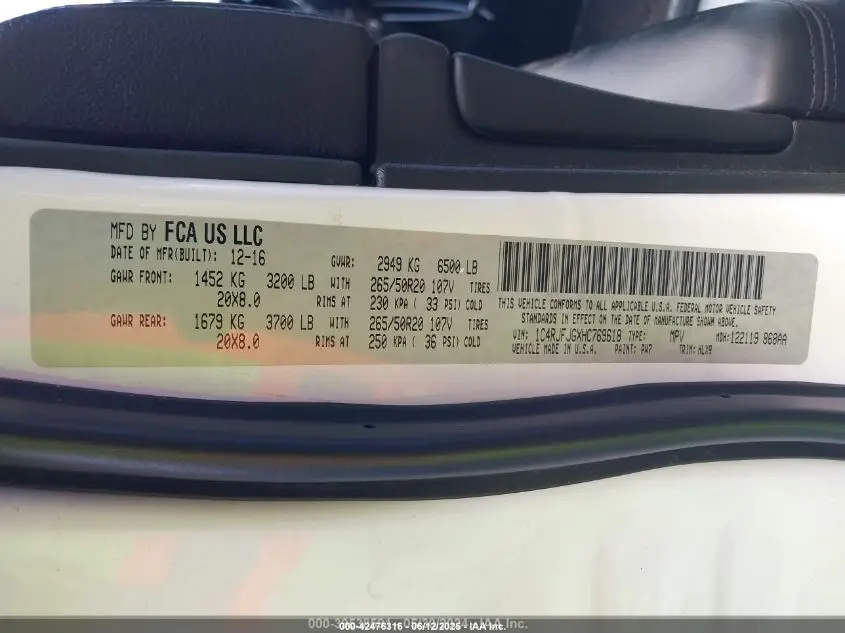 MFD BY FCA US LLC
DATE OF MFR(BUILT): 12-16 GVWR: 2949 KG 6500 LB
GAWR FRONT: 1452 KG 3200 LB WITH 265/50R20 107V TIRES
20X8.0 RIMS AT 230 KPA ( 33 PSI) COLD
GAWR REAR: 1679 KG 3700 LB WITH 265/50R20 107V TIRES
20X8.0 RIMS AT 250 KPA ( 36 PSI) COLD
THIS VEHICLE CONFORMS TO ALL APPLICABLE U.S.A. FEDERAL MOTOR VEHICLE SAFETY
STANDARDS IN EFFECT ON THE DATE OF MANUFACTURE SHOWN ABOVE.
VIN: 1C4RJFJGXHC769618 TYPE: MPV MDH:122119 868AA
VEHICLE MADE IN U.S.A. PAINT: PW7 TRIM: HLX9
42476316 - 06/12/2025 - IAA Inc.